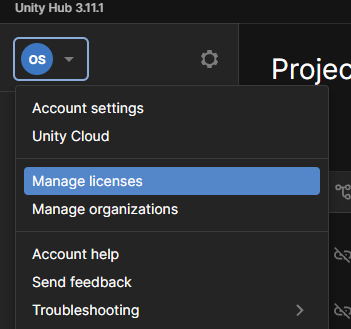 Unity Hub 3.11.1
OS
Projec
Account settings
Unity Cloud
Manage licenses
Manage organizations
Account help
Send feedback
Troubleshooting